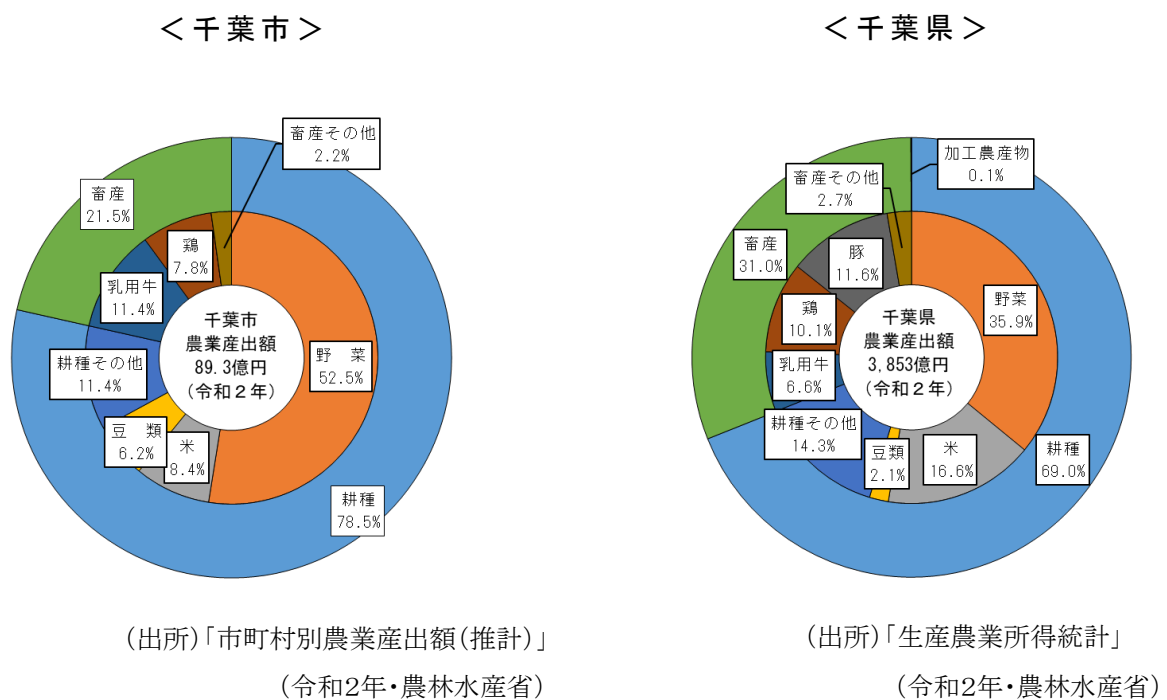 ＜千葉市＞
畜産その他
2.2%
畜産
21.5%
鶏
7.8%
乳用牛
11.4%
千葉市
農業産出額
89.3億円
（令和２年）
野　菜
52.5%
耕種その他
11.4%
豆　類
6.2%
米
8.4%
耕種
78.5%
（出所）「市町村別農業産出額（推計）」
（令和2年・農林水産省）
＜千葉県＞
加工農産物
0.1%
畜産その他
2.7%
畜産
31.0%
豚
11.6%
野菜
35.9%
鶏
10.1%
千葉県
農業産出額
3,853億円
（令和２年）
乳用牛
6.6%
耕種その他
14.3%
豆類
2.1%
米
16.6%
耕種
69.0%
（出所）「生産農業所得統計」
（令和2年・農林水産省）